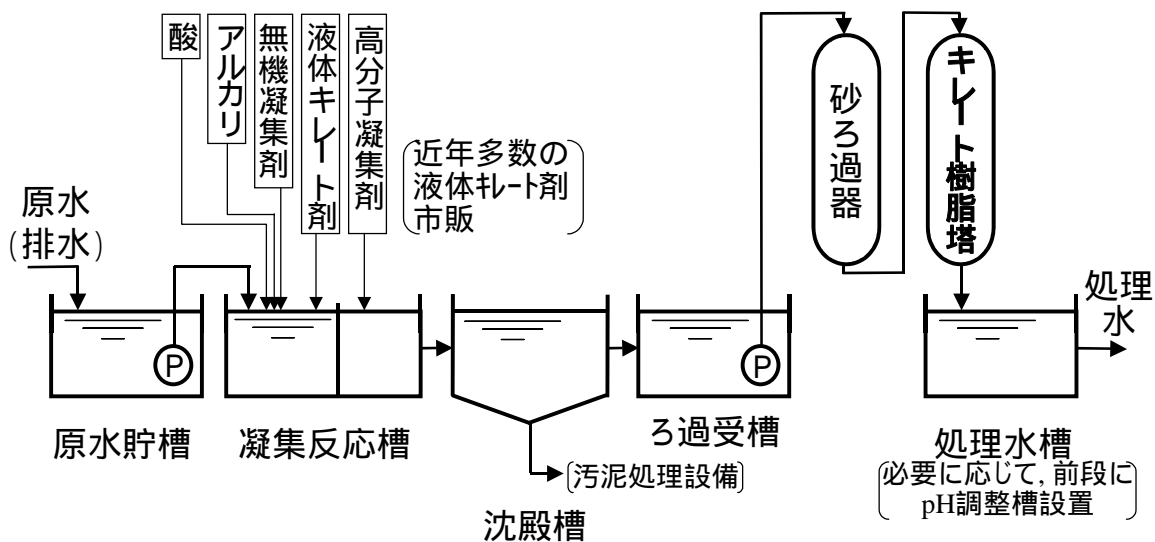 酸
アルカリ
無機凝集剤
液体キレート剤
高分子凝集剤
近年多数の
液体ｷﾚｰﾄ剤
市販
砂ろ過器
キレート樹脂塔
原水
(排水)
P
P
処理
水
原水貯槽
凝集反応槽
(汚泥処理設備)
沈殿槽
ろ過受槽
処理水槽
必要に応じて, 前段に
pH調整槽設置